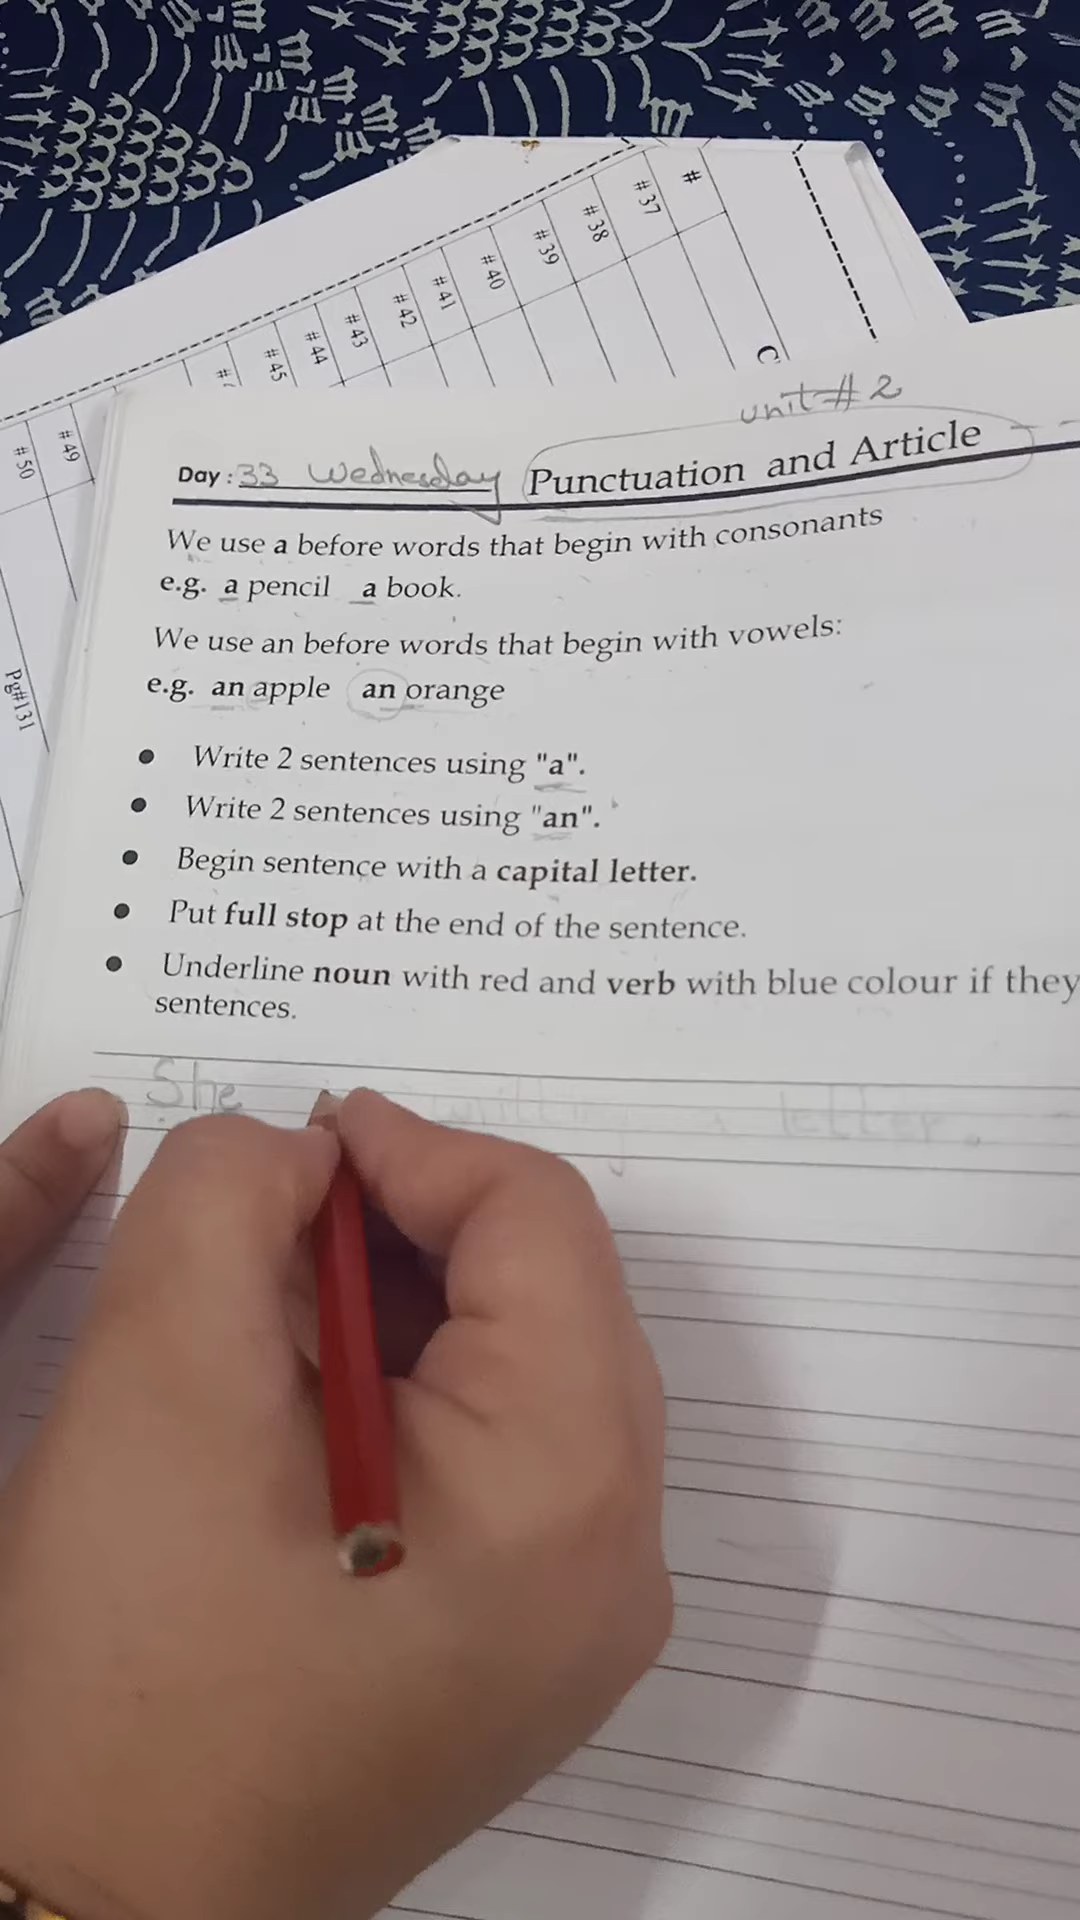 #
#37
#38
#39
#40
#41
#42
#43
#44
#45
#49
#50
C
Pg#131
unit # 2
Day : 33 Wednesday Punctuation and Article
We use a before words that begin with consonants
e.g. a pencil a book.
We use an before words that begin with vowels:
e.g. an apple an orange
● Write 2 sentences using "a".
● Write 2 sentences using "an".
● Begin sentence with a capital letter.
● Put full stop at the end of the sentence.
● Underline noun with red and verb with blue colour if they
sentences.
She writing a letter.